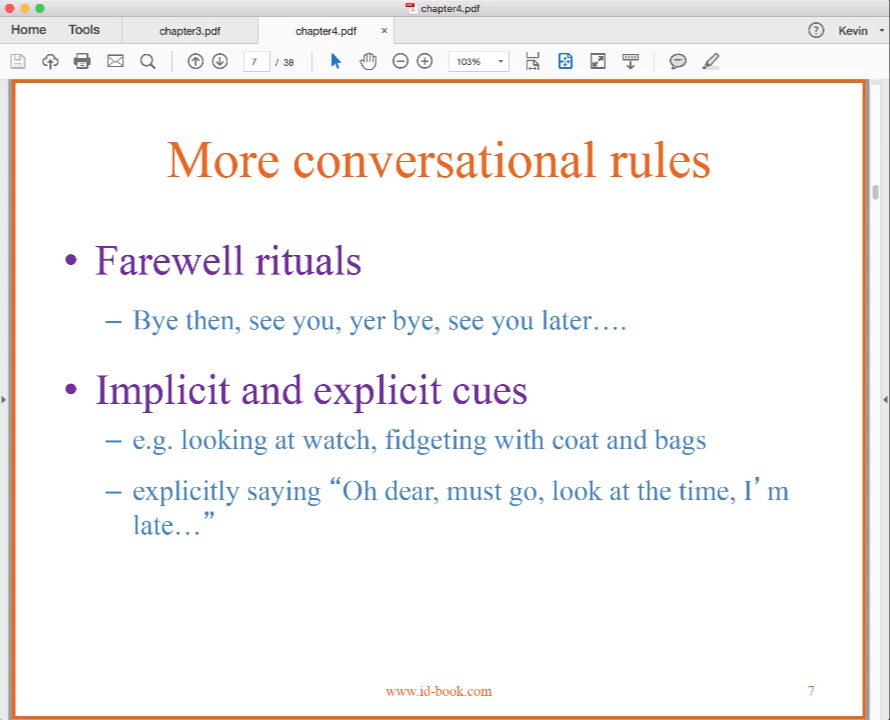 chapter4.pdf
Home Tools chapter3.pdf chapter4.pdf × ? Kevin
7 / 38 103%
More conversational rules
• Farewell rituals
– Bye then, see you, yer bye, see you later….
• Implicit and explicit cues
– e.g. looking at watch, fidgeting with coat and bags
– explicitly saying “Oh dear, must go, look at the time, I’m
late…”
www.id-book.com 7